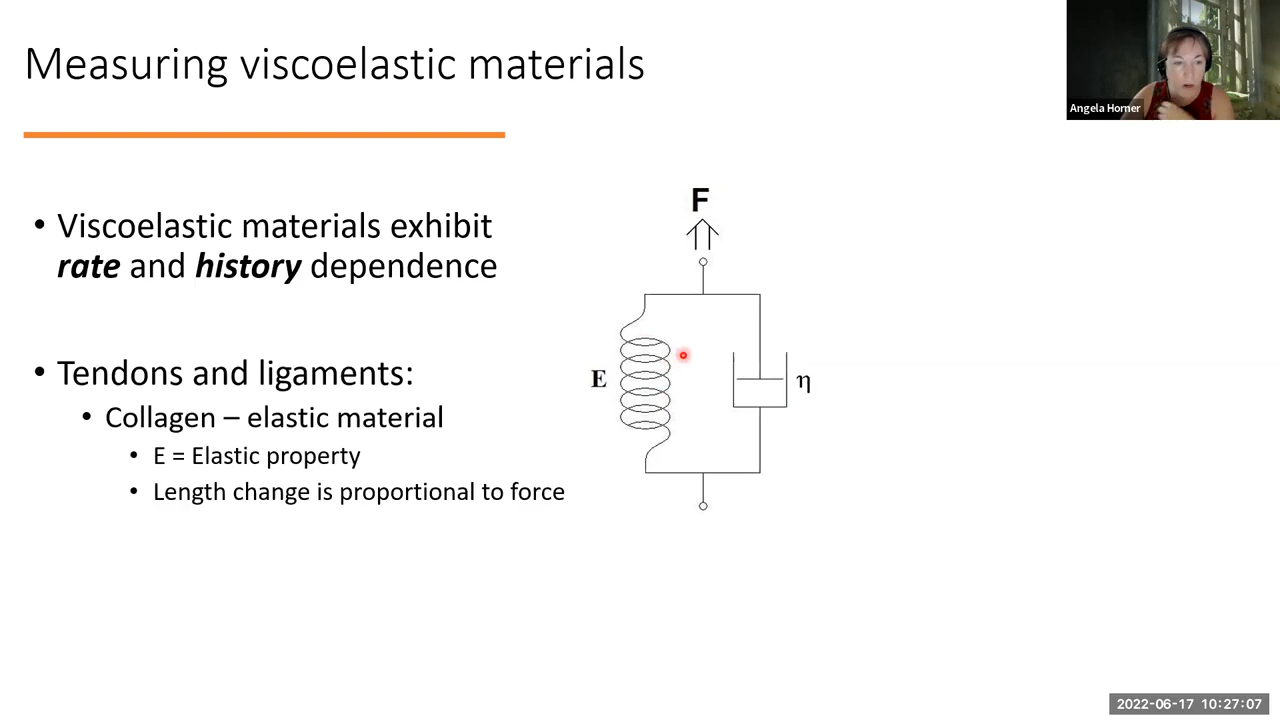 Measuring viscoelastic materials
Angela Horner
• Viscoelastic materials exhibit
rate and history dependence
• Tendons and ligaments:
• Collagen – elastic material
• E = Elastic property
• Length change is proportional to force
F
E
η
2022-06-17 10:27:07